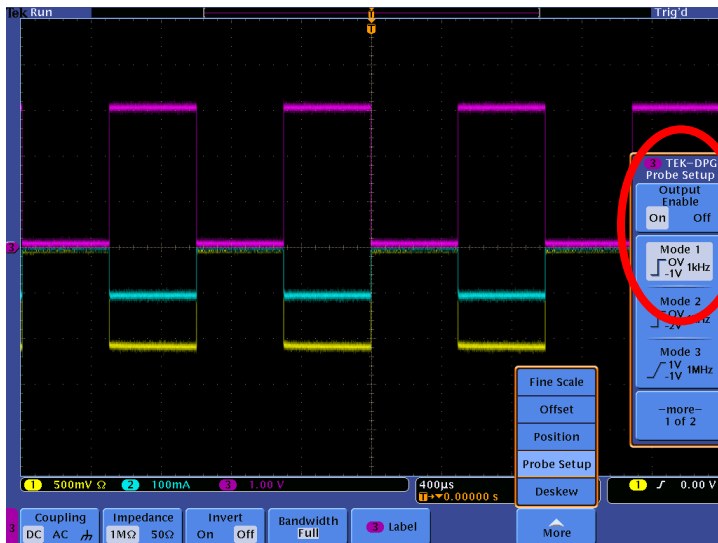 Tek Run
Trig'd
T
T
3
3 TEK-DPG
Probe Setup
Output
Enable
On Off
Mode 1
0V
-1V 1kHz
Mode 2
0V
-2V
Mode 3
1V
-1V 1MHz
-more-
1 of 2
Fine Scale
Offset
Position
Probe Setup
Deskew
1 500mV Ω 2 100mA 3 1.00 V
400µs
T→▼0.00000 s
1 0.00 V
3
Coupling
DC AC
Impedance
1MΩ 50Ω
Invert
On Off
Bandwidth
Full
3 Label
More